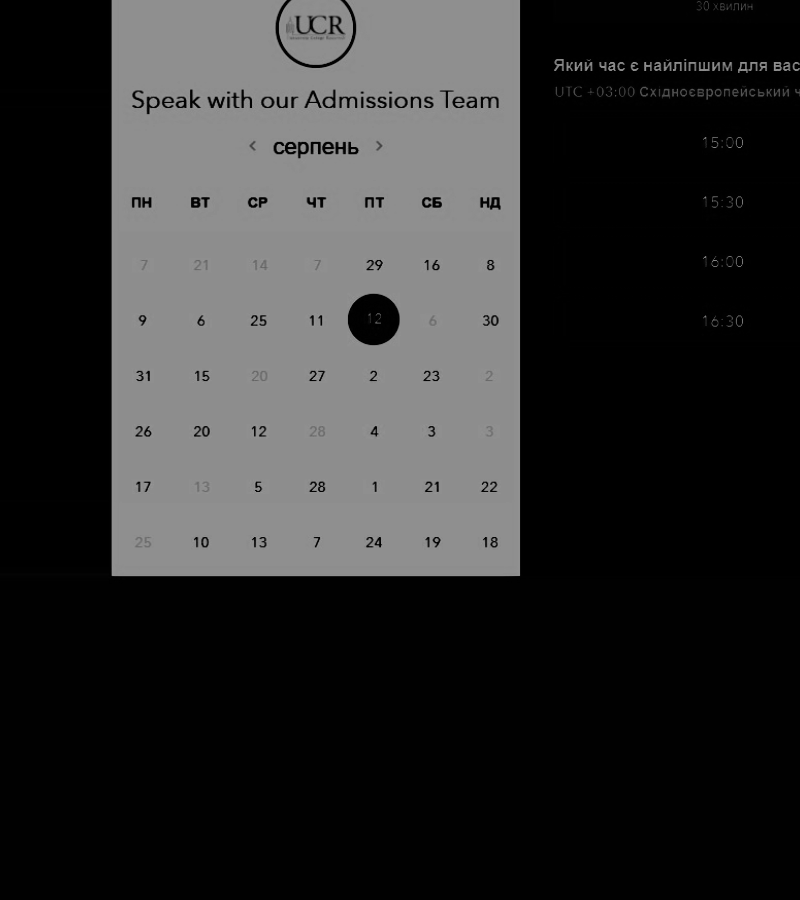 30 хвилин
UCR
Який час є найліпшим для вас
UTC +03:00 Східноєвропейський ч
Speak with our Admissions Team
серпень
ПН ВТ СР ЧТ ПТ СБ НД
7 21 14 7 29 16 8
9 6 25 11 12 6 30
31 15 20 27 2 23 2
26 20 12 28 4 3 3
17 13 5 28 1 21 22
25 10 13 7 24 19 18
15:00
15:30
16:00
16:30